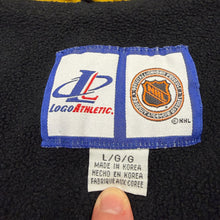 LOGO ATHLETIC.
NHL
©NHL
L/G/G
MADE IN KOREA
HECHO EN KOREA
FABRIQUE AUX COREE